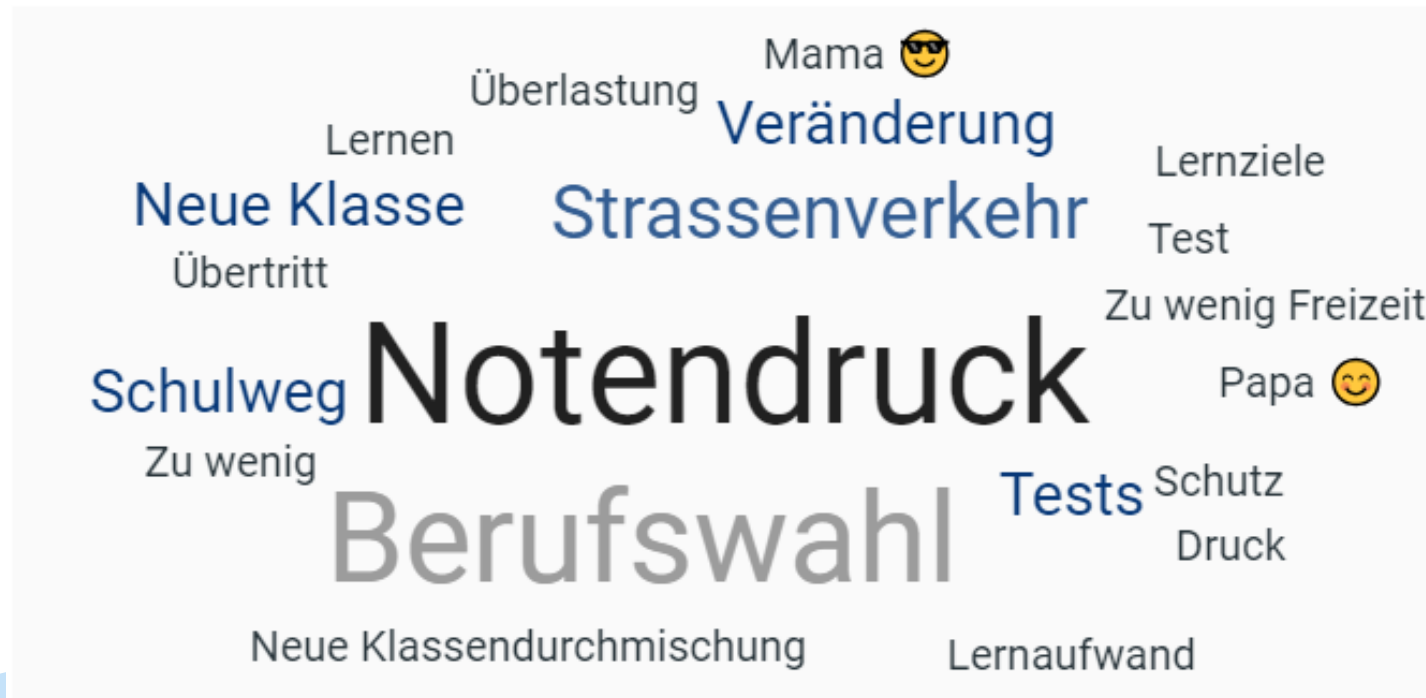 Mama 😎
Überlastung
Veränderung
Lernen
Lernziele
Neue Klasse
Strassenverkehr
Test
Übertritt
Zu wenig Freizeit
Notendruck
Schulweg
Papa 😊
Zu wenig
Tests
Schutz
Berufswahl
Druck
Neue Klassendurchmischung
Lernaufwand